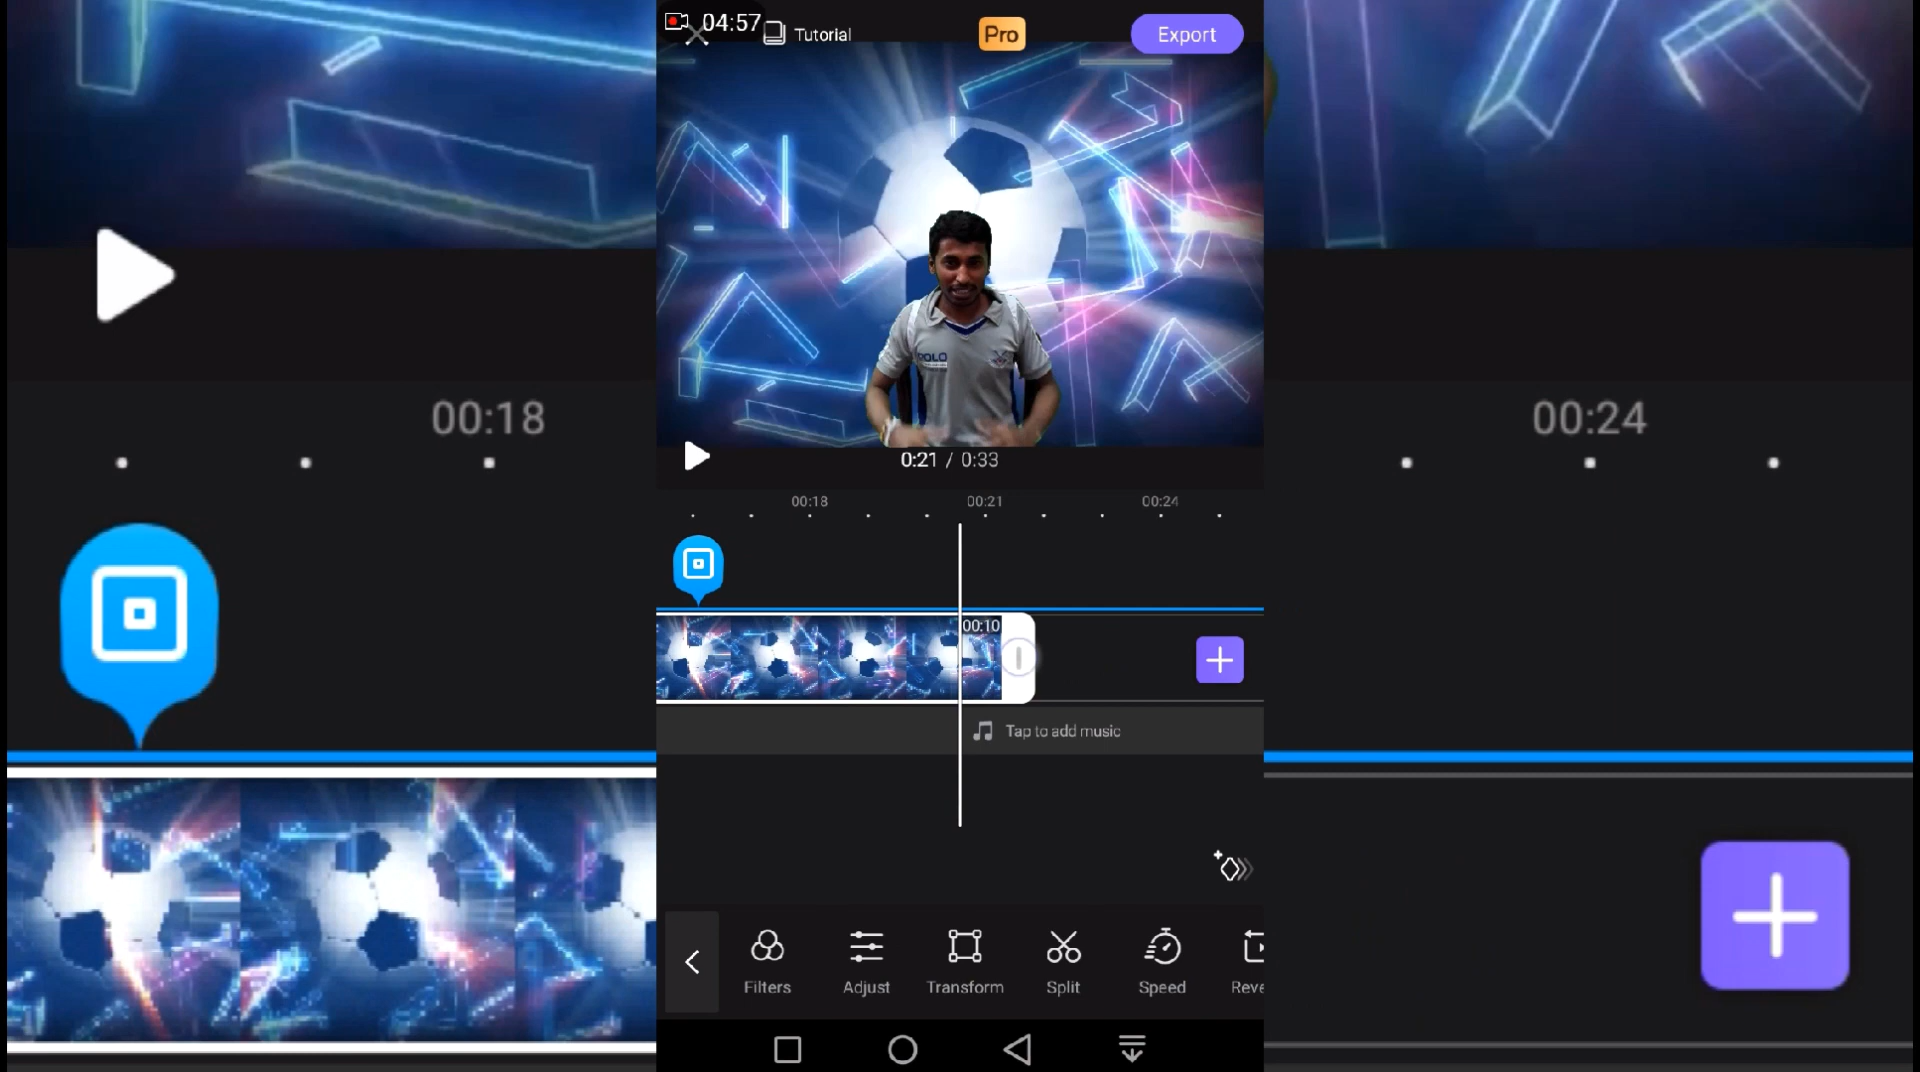 04:57
Tutorial
Pro
Export
POLO
0:21 / 0:33
00:18
00:21
00:24
00:18
00:24
00:10
Tap to add music
Filters
Adjust
Transform
Split
Speed
Reve